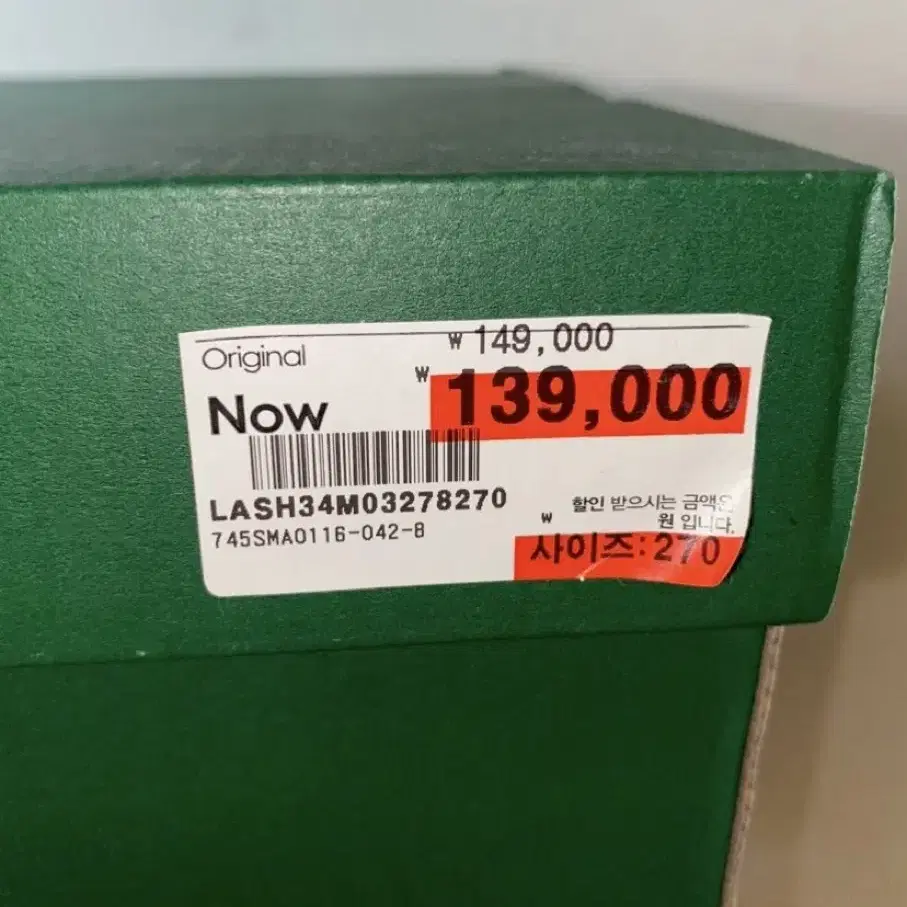 Original ₩ 149,000
Now ₩ 139,000
LASH34M03278270
745SMA0116-042-8
할인 받으시는 금액은
₩ 원 입니다.
사이즈:270